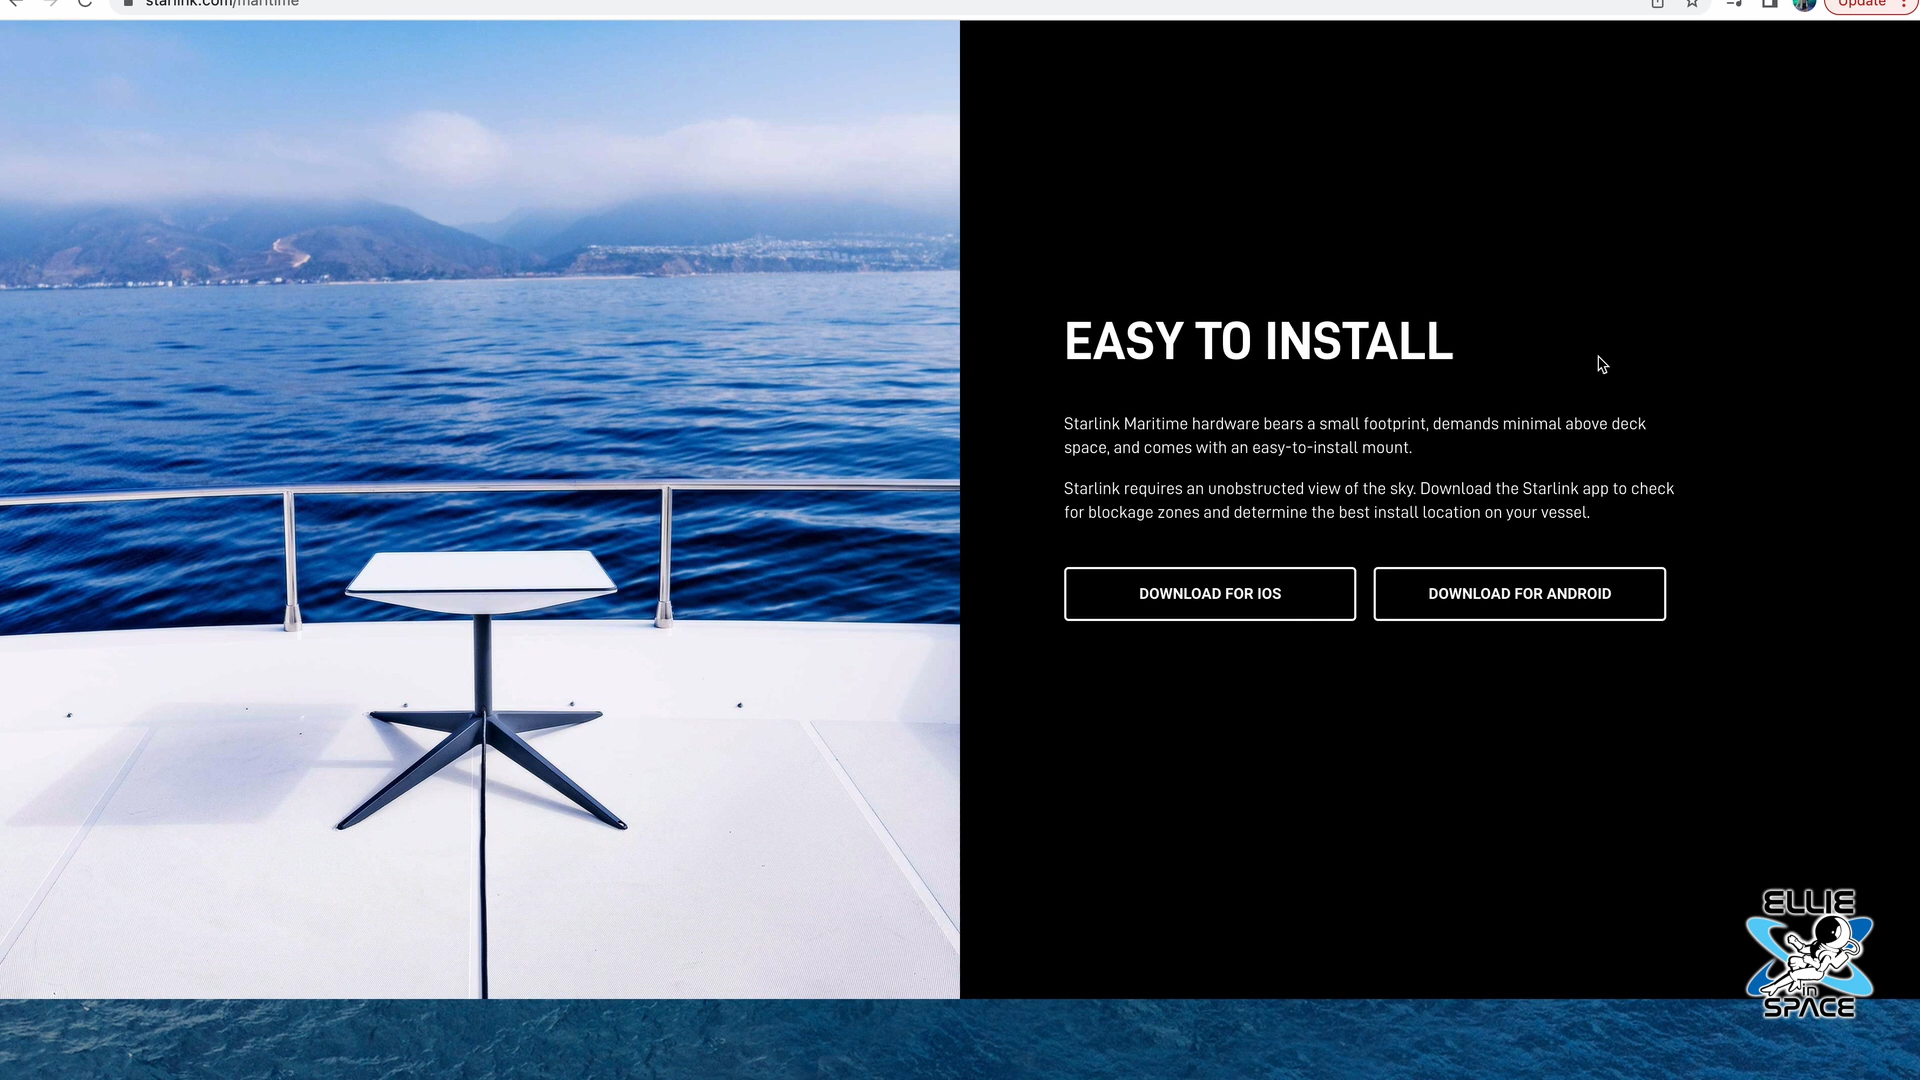 starlink.com/maritime
Update
EASY TO INSTALL
Starlink Maritime hardware bears a small footprint, demands minimal above deck
space, and comes with an easy-to-install mount.
Starlink requires an unobstructed view of the sky. Download the Starlink app to check
for blockage zones and determine the best install location on your vessel.
DOWNLOAD FOR IOS
DOWNLOAD FOR ANDROID
ELLIE
in
SPACE